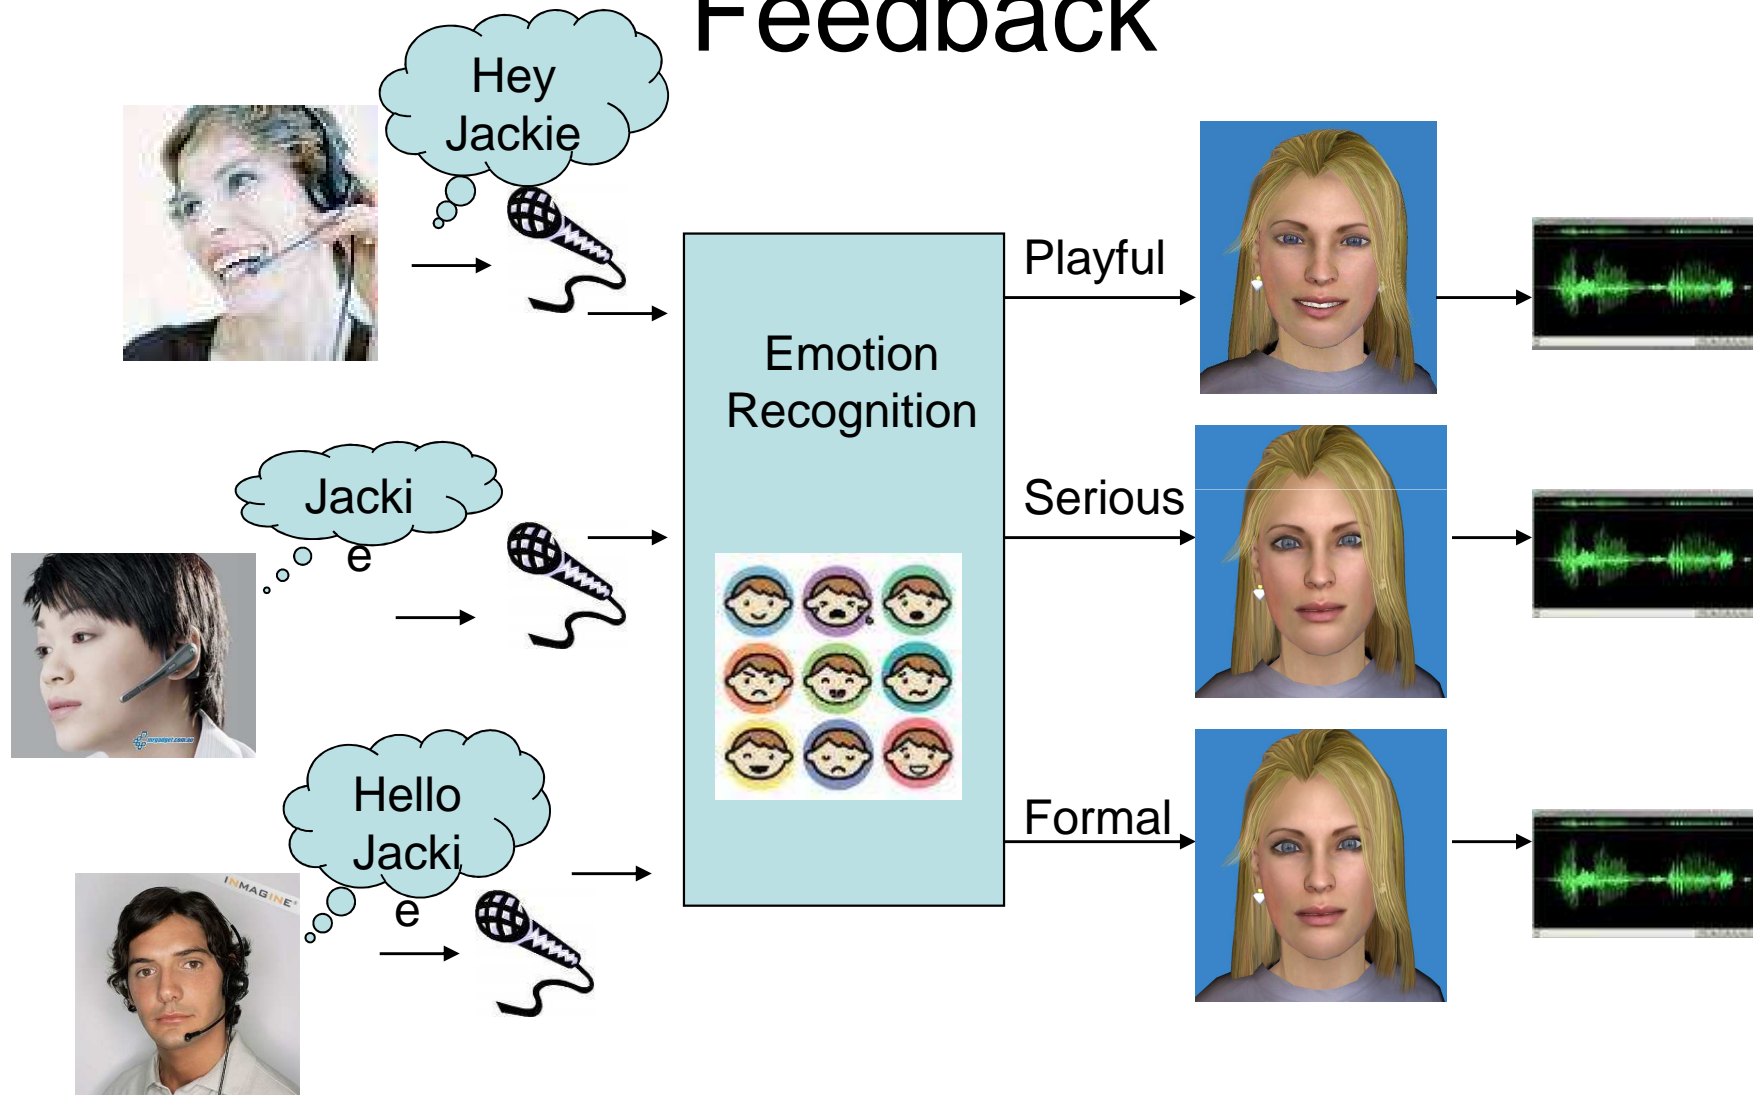 Feedback
Hey
Jackie
Playful
Emotion
Recognition
Jacki
e
Serious
Hello
Jacki
e
Formal
INMAGINE